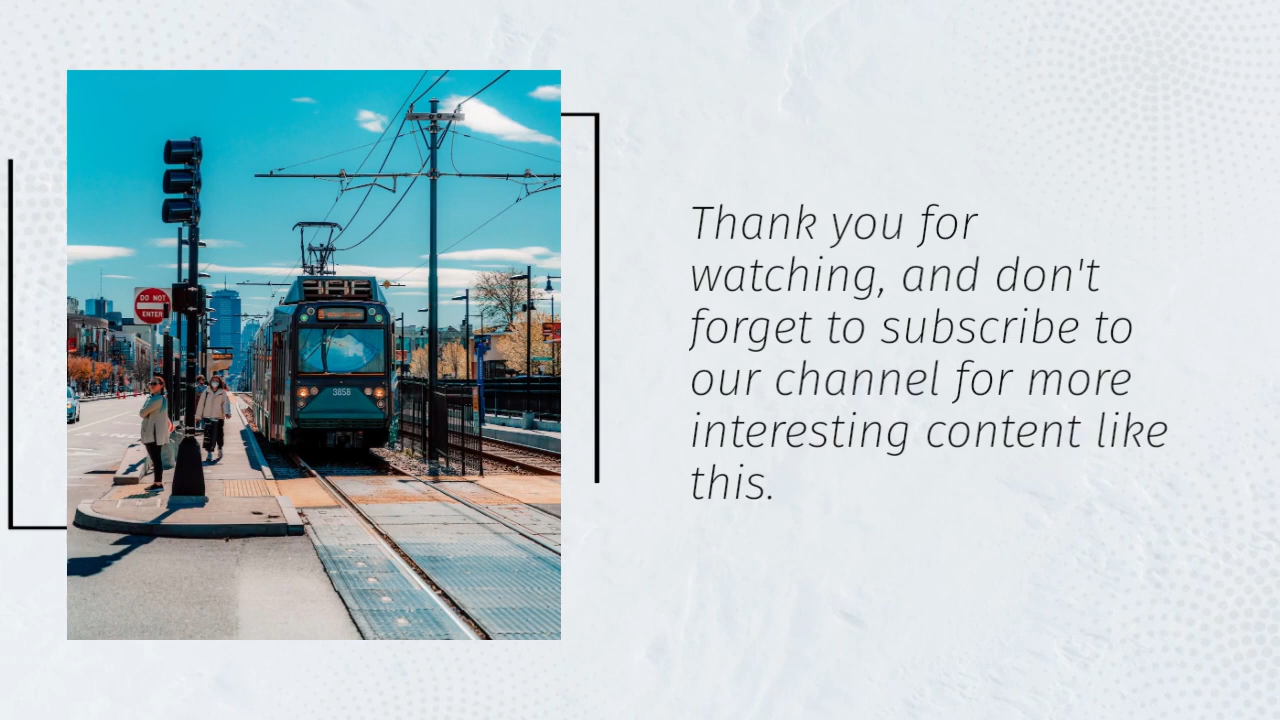 DO NOT
ENTER
3858
Thank you for
watching, and don't
forget to subscribe to
our channel for more
interesting content like
this.